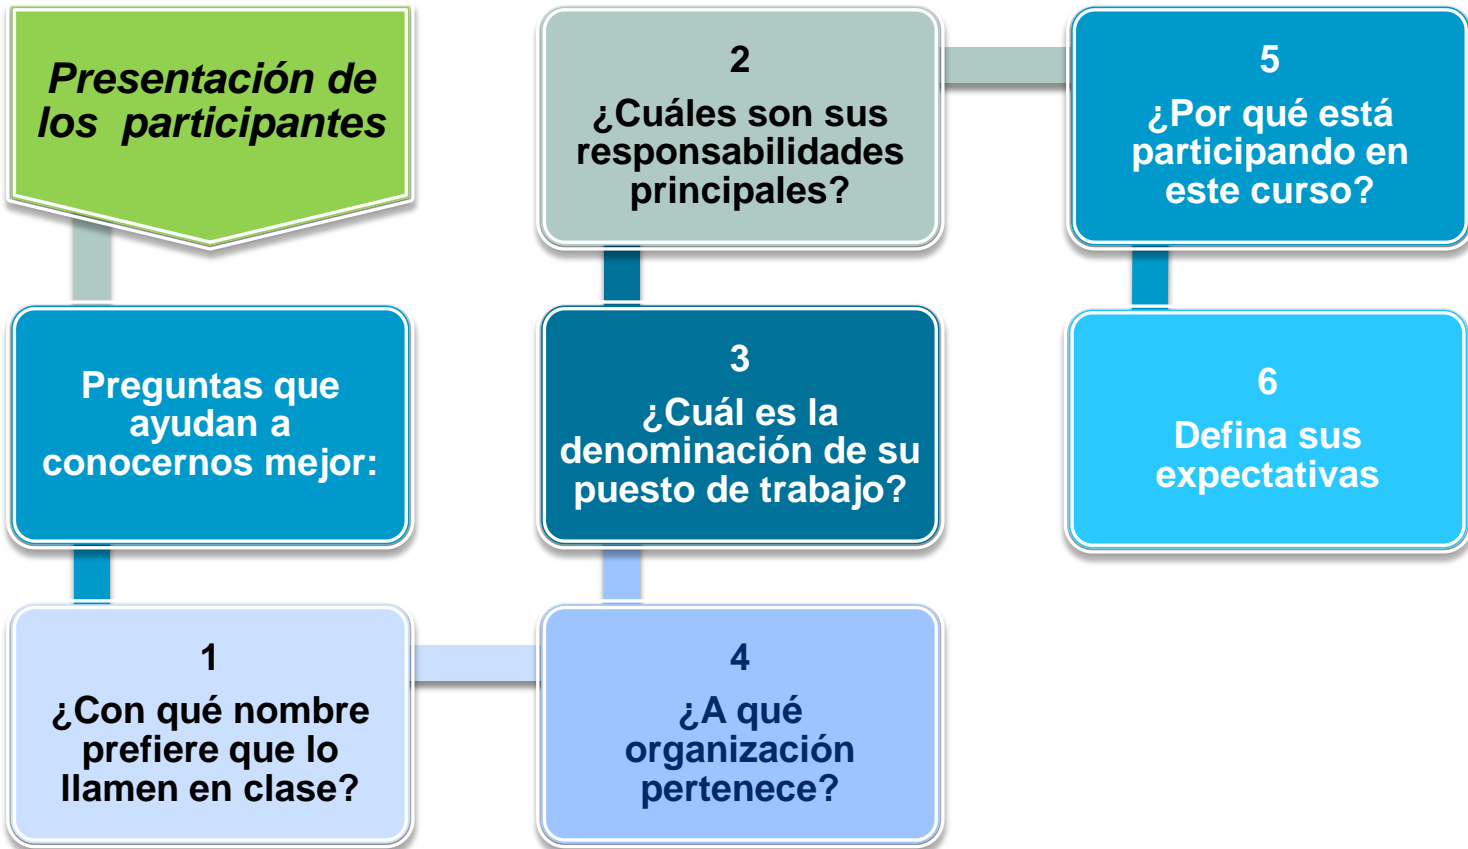 Presentación de
los participantes
Preguntas que
ayudan a
conocernos mejor:
1
¿Con qué nombre
prefiere que lo
llamen en clase?
2
¿Cuáles son sus
responsabilidades
principales?
3
¿Cuál es la
denominación de su
puesto de trabajo?
4
¿A qué
organización
pertenece?
5
¿Por qué está
participando en
este curso?
6
Defina sus
expectativas